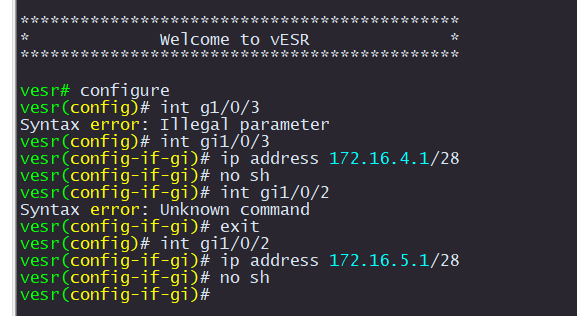 ********************************************
* Welcome to vESR *
********************************************
vesr# configure
vesr(config)# int g1/0/3
Syntax error: Illegal parameter
vesr(config)# int gi1/0/3
vesr(config-if-gi)# ip address 172.16.4.1/28
vesr(config-if-gi)# no sh
vesr(config-if-gi)# int gi1/0/2
Syntax error: Unknown command
vesr(config-if-gi)# exit
vesr(config)# int gi1/0/2
vesr(config-if-gi)# ip address 172.16.5.1/28
vesr(config-if-gi)# no sh
vesr(config-if-gi)#